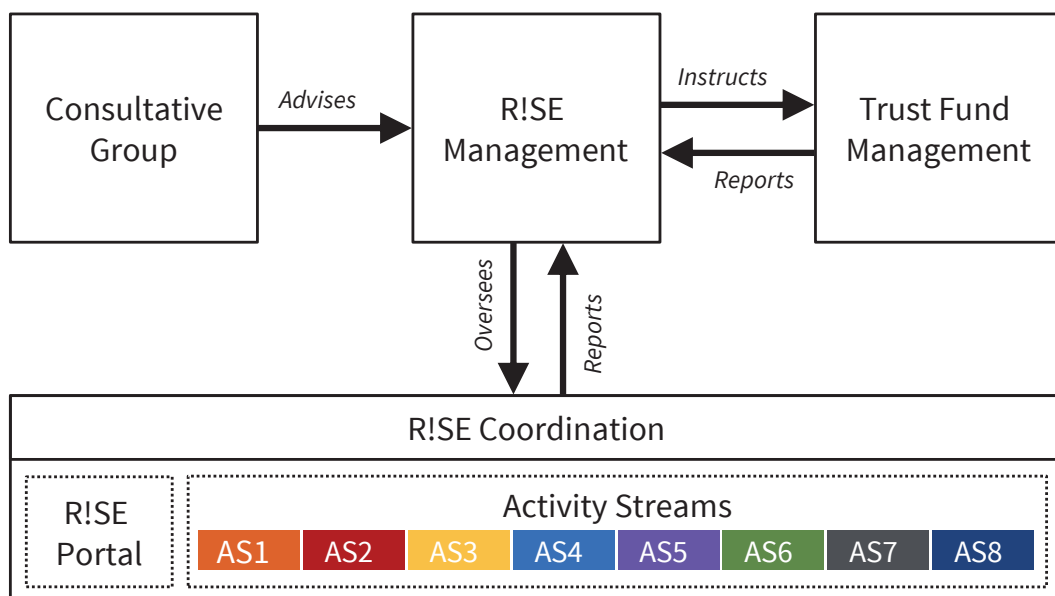 Consultative
Group
Advises
R!SE
Management
Instructs
Reports
Trust Fund
Management
Oversees
Reports
R!SE Coordination
R!SE
Portal
Activity Streams
AS1 AS2 AS3 AS4 AS5 AS6 AS7 AS8